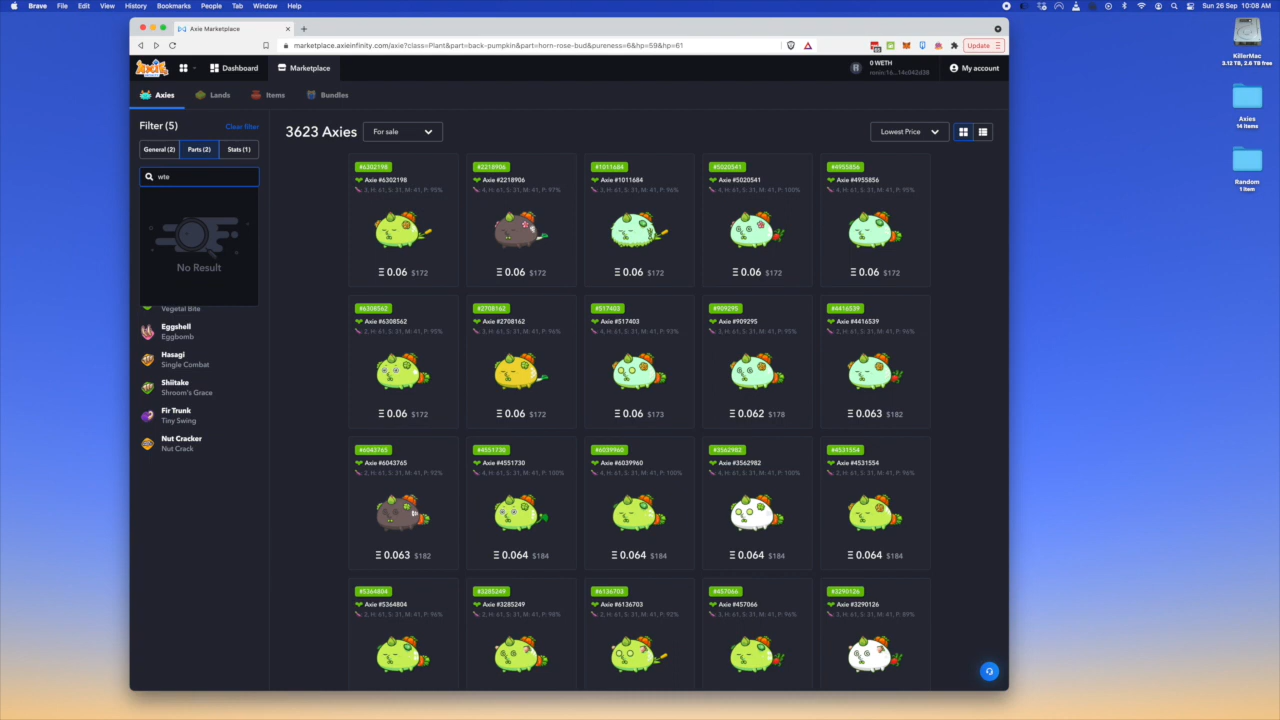 Brave File Edit View History Bookmarks People Tab Window Help
Sun 26 Sep 10:08 AM
Axie Marketplace
marketplace.axieinfinity.com/axie?class=Plant&part=back-pumpkin&part=horn-rose-bud&pureness=6&hp=59&hp=61
Update
Dashboard Marketplace
0 WETH
My account
Axies Lands Items Bundles
Filter (5) Clear filter
General (2) Parts (2) Stats (1)
wte
No Result
Vegetal Bite
Eggshell
Eggbomb
Hasagi
Single Combat
Shiitake
Shroom's Grace
Fir Trunk
Tiny Swing
Nut Cracker
Nut Crack
3623 Axies For sale Lowest Price
#6302198 #2218906 #1011684 #5020541 #4955856
Axie #6302198 Axie #2218906 Axie #1011684 Axie #5020541 Axie #4955856
Ξ 0.06 $172 Ξ 0.06 $172 Ξ 0.06 $172 Ξ 0.06 $172 Ξ 0.06 $172
#6308562 #2708162 #517403 #909295 #4416539
Axie #6308562 Axie #2708162 Axie #517403 Axie #909295 Axie #4416539
Ξ 0.06 $172 Ξ 0.06 $172 Ξ 0.06 $173 Ξ 0.062 $178 Ξ 0.063 $182
#6043765 #4551730 #6039960 #3562982 #4531554
Axie #6043765 Axie #4551730 Axie #6039960 Axie #3562982 Axie #4531554
Ξ 0.063 $182 Ξ 0.064 $184 Ξ 0.064 $184 Ξ 0.064 $184 Ξ 0.064 $184
#5364804 #3285249 #6136703 #457066 #3290126
Axie #5364804 Axie #3285249 Axie #6136703 Axie #457066 Axie #3290126
KillerMac
3.12 TB, 2.6 TB free
Axies
14 items
Random
1 item